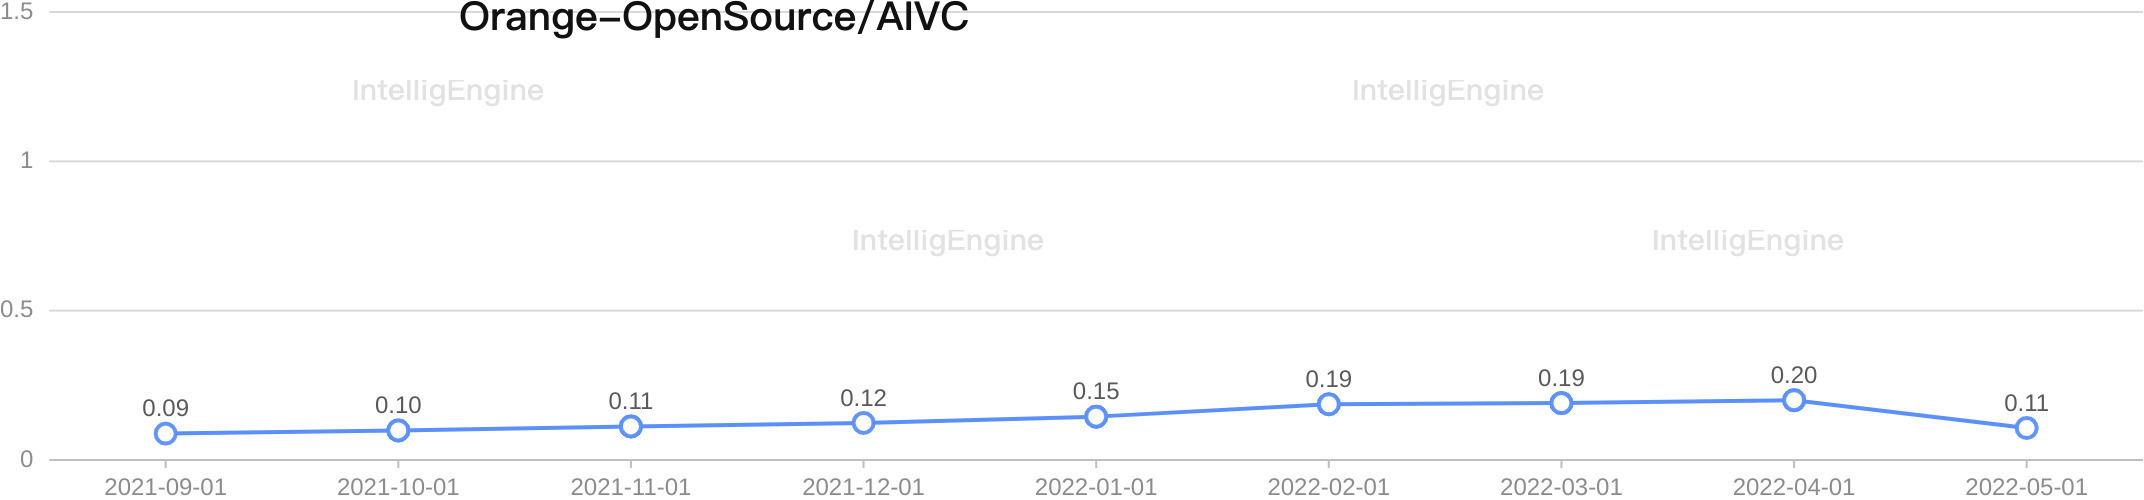 Orange-OpenSource/AIVC
1.5
IntelligEngine IntelligEngine
1
IntelligEngine IntelligEngine
0.5
0.09 0.10 0.11 0.12 0.15 0.19 0.19 0.20 0.11
0
2021-09-01 2021-10-01 2021-11-01 2021-12-01 2022-01-01 2022-02-01 2022-03-01 2022-04-01 2022-05-01